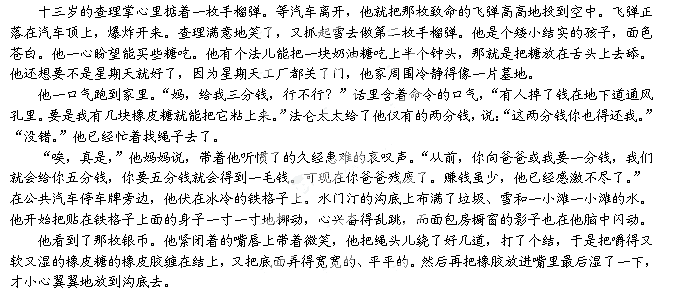 十三岁的查理掌心里掂着一枚手榴弹。等汽车离开，他就把那枚致命的飞弹高高地投到空中。飞弹正
落在汽车顶上，爆炸开来。查理满意地笑了，又抓起雪去做第二枚手榴弹。他是个矮小结实的孩子，面色
苍白。他一心盼望能买些糖吃。他有个法儿能把一块奶油糖吃上半个钟头，那就是把糖放在舌头上去舔。
他还想要不是星期天就好了，因为星期天工厂都关了门，他家周围冷静得像一片墓地。
他一口气跑到家里。“妈，给我三分钱，行不行？”话里含着命令的口气，“有人掉了钱在地下道通风
孔里。要是我有几块橡皮糖就能把它粘上来。”法仑太太给了他仅有的两分钱，说：“这两分钱你也得还我。”
“没错。”他已经忙着找绳子去了。
“唉，真是，”他妈妈说，带着他听惯了的久经患难的哀叹声。“从前，你向爸爸或我要一分钱，我们
就会给你五分钱，你要五分钱就会得到一毛钱。可现在你爸爸残废了。赚钱虽少，他已经感激不尽了。”
在公共汽车停车牌旁边，他伏在冰冷的铁格子上。水门汀的沟底上布满了垃圾、雪和一小滩一小滩的水。
他开始把贴在铁格子上面的身子一寸一寸地挪动，心兴奋得乱跳，而面包房橱窗的影子也在他脑中闪动。
他看到了那枚银币。他紧闭着的嘴唇上带着微笑，他把绳头儿绕了好几道，打了个结，于是把嚼得又
软又湿的橡皮糖的橡皮胶缠在结上，又把底面弄得宽宽的、平平的。然后再把橡胶放进嘴里最后湿了一下，
才小心翼翼地放到沟底去。